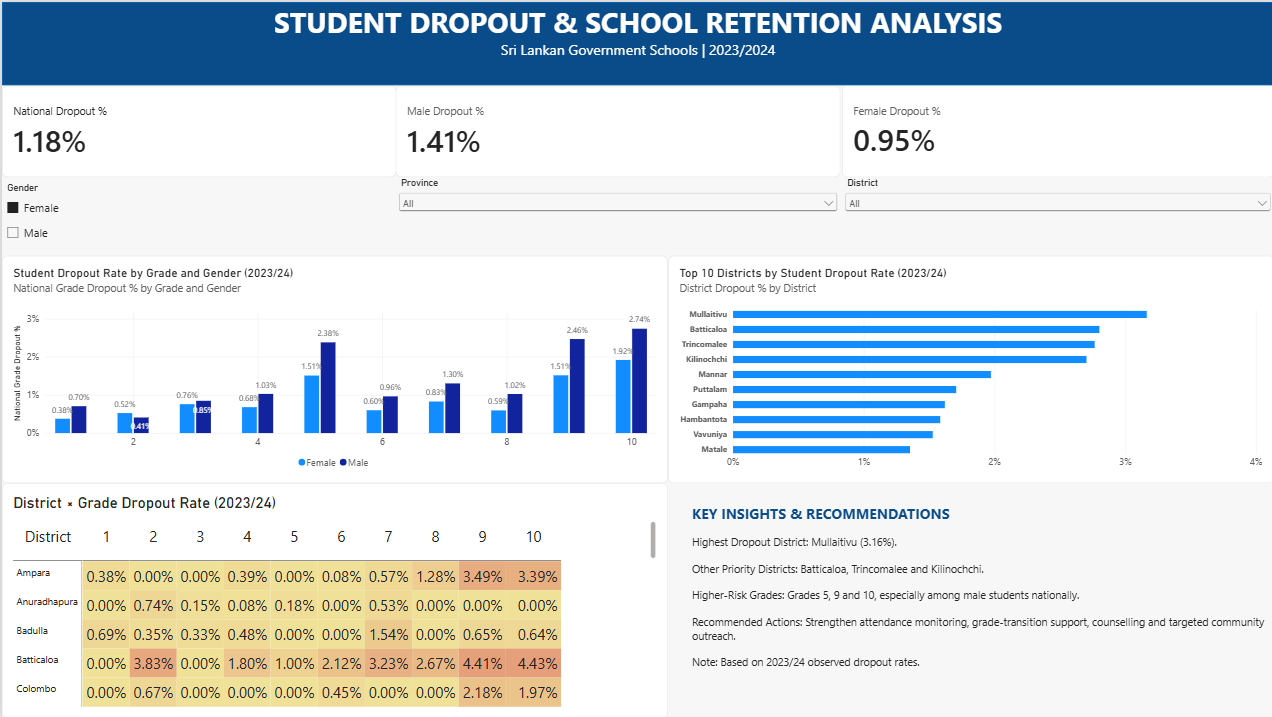 STUDENT DROPOUT & SCHOOL RETENTION ANALYSIS
Sri Lankan Government Schools | 2023/2024
National Dropout %
1.18%
Male Dropout %
1.41%
Female Dropout %
0.95%
Gender
Female
Male
Province
All
District
All
Student Dropout Rate by Grade and Gender (2023/24)
National Grade Dropout % by Grade and Gender
National Grade Dropout %
3%
2%
1%
0%
0.38%
0.70%
0.52%
0.41%
0.76%
0.85%
0.68%
1.03%
1.51%
2.38%
0.60%
0.96%
0.83%
1.30%
0.59%
1.02%
1.51%
2.46%
1.92%
2.74%
2 4 6 8 10
Female Male
Top 10 Districts by Student Dropout Rate (2023/24)
District Dropout % by District
Mullaitivu
Batticaloa
Trincomalee
Kilinochchi
Mannar
Puttalam
Gampaha
Hambantota
Vavuniya
Matale
0% 1% 2% 3% 4%
District × Grade Dropout Rate (2023/24)
District 1 2 3 4 5 6 7 8 9 10
Ampara 0.38% 0.00% 0.00% 0.39% 0.00% 0.08% 0.57% 1.28% 3.49% 3.39%
Anuradhapura 0.00% 0.74% 0.15% 0.08% 0.18% 0.00% 0.53% 0.00% 0.00% 0.00%
Badulla 0.69% 0.35% 0.33% 0.48% 0.00% 0.00% 1.54% 0.00% 0.65% 0.64%
Batticaloa 0.00% 3.83% 0.00% 1.80% 1.00% 2.12% 3.23% 2.67% 4.41% 4.43%
Colombo 0.00% 0.67% 0.00% 0.00% 0.00% 0.45% 0.00% 0.00% 2.18% 1.97%
KEY INSIGHTS & RECOMMENDATIONS
Highest Dropout District: Mullaitivu (3.16%).
Other Priority Districts: Batticaloa, Trincomalee and Kilinochchi.
Higher-Risk Grades: Grades 5, 9 and 10, especially among male students nationally.
Recommended Actions: Strengthen attendance monitoring, grade-transition support, counselling and targeted community
outreach.
Note: Based on 2023/24 observed dropout rates.